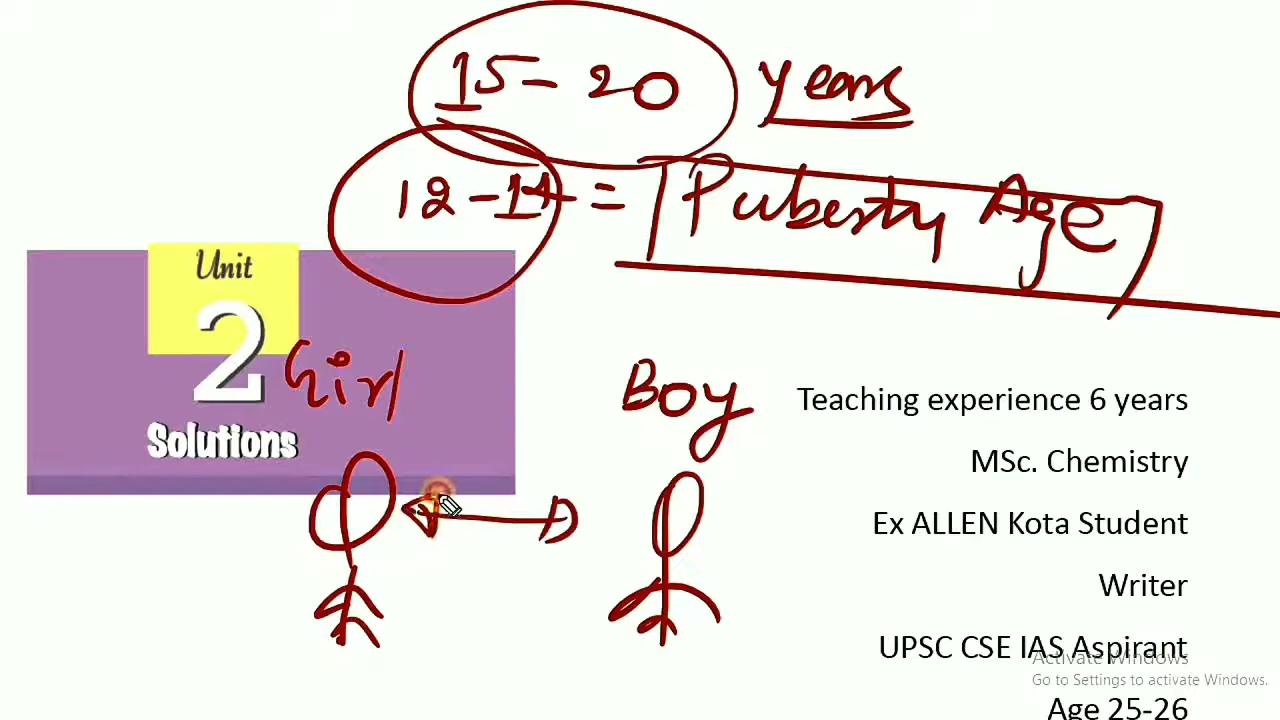 15 - 20 years
12 - 14 = Puberty Age
Unit
2
Solutions
Girl
Boy
Teaching experience 6 years
MSc. Chemistry
Ex ALLEN Kota Student
Writer
UPSC CSE IAS Aspirant
Age 25-26
Activate Windows
Go to Settings to activate Windows.